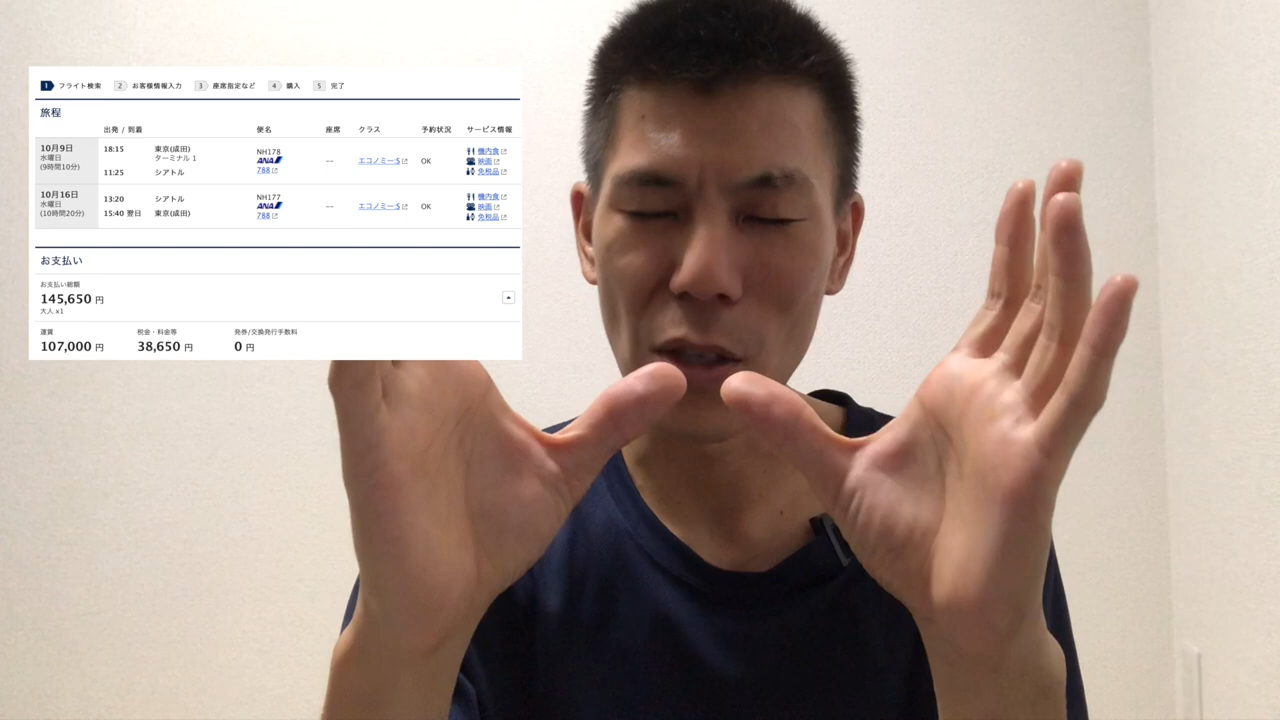 1 フライト検索 2 お客様情報入力 3 座席指定など 4 購入 5 完了
旅程
出発 / 到着 便名 座席 クラス 予約状況 サービス情報
10月9日
水曜日
(9時間10分)
18:15 東京(成田)
ターミナル 1
11:25 シアトル
NH178
ANA
788
--
エコノミー:S
OK
機内食
映画
免税品
10月16日
水曜日
(10時間20分)
13:20 シアトル
15:40 翌日 東京(成田)
NH177
ANA
788
--
エコノミー:S
OK
機内食
映画
免税品
お支払い
お支払い総額
145,650 円
大人 x1
運賃 税金・料金等 発券/交換発行手数料
107,000 円 38,650 円 0 円